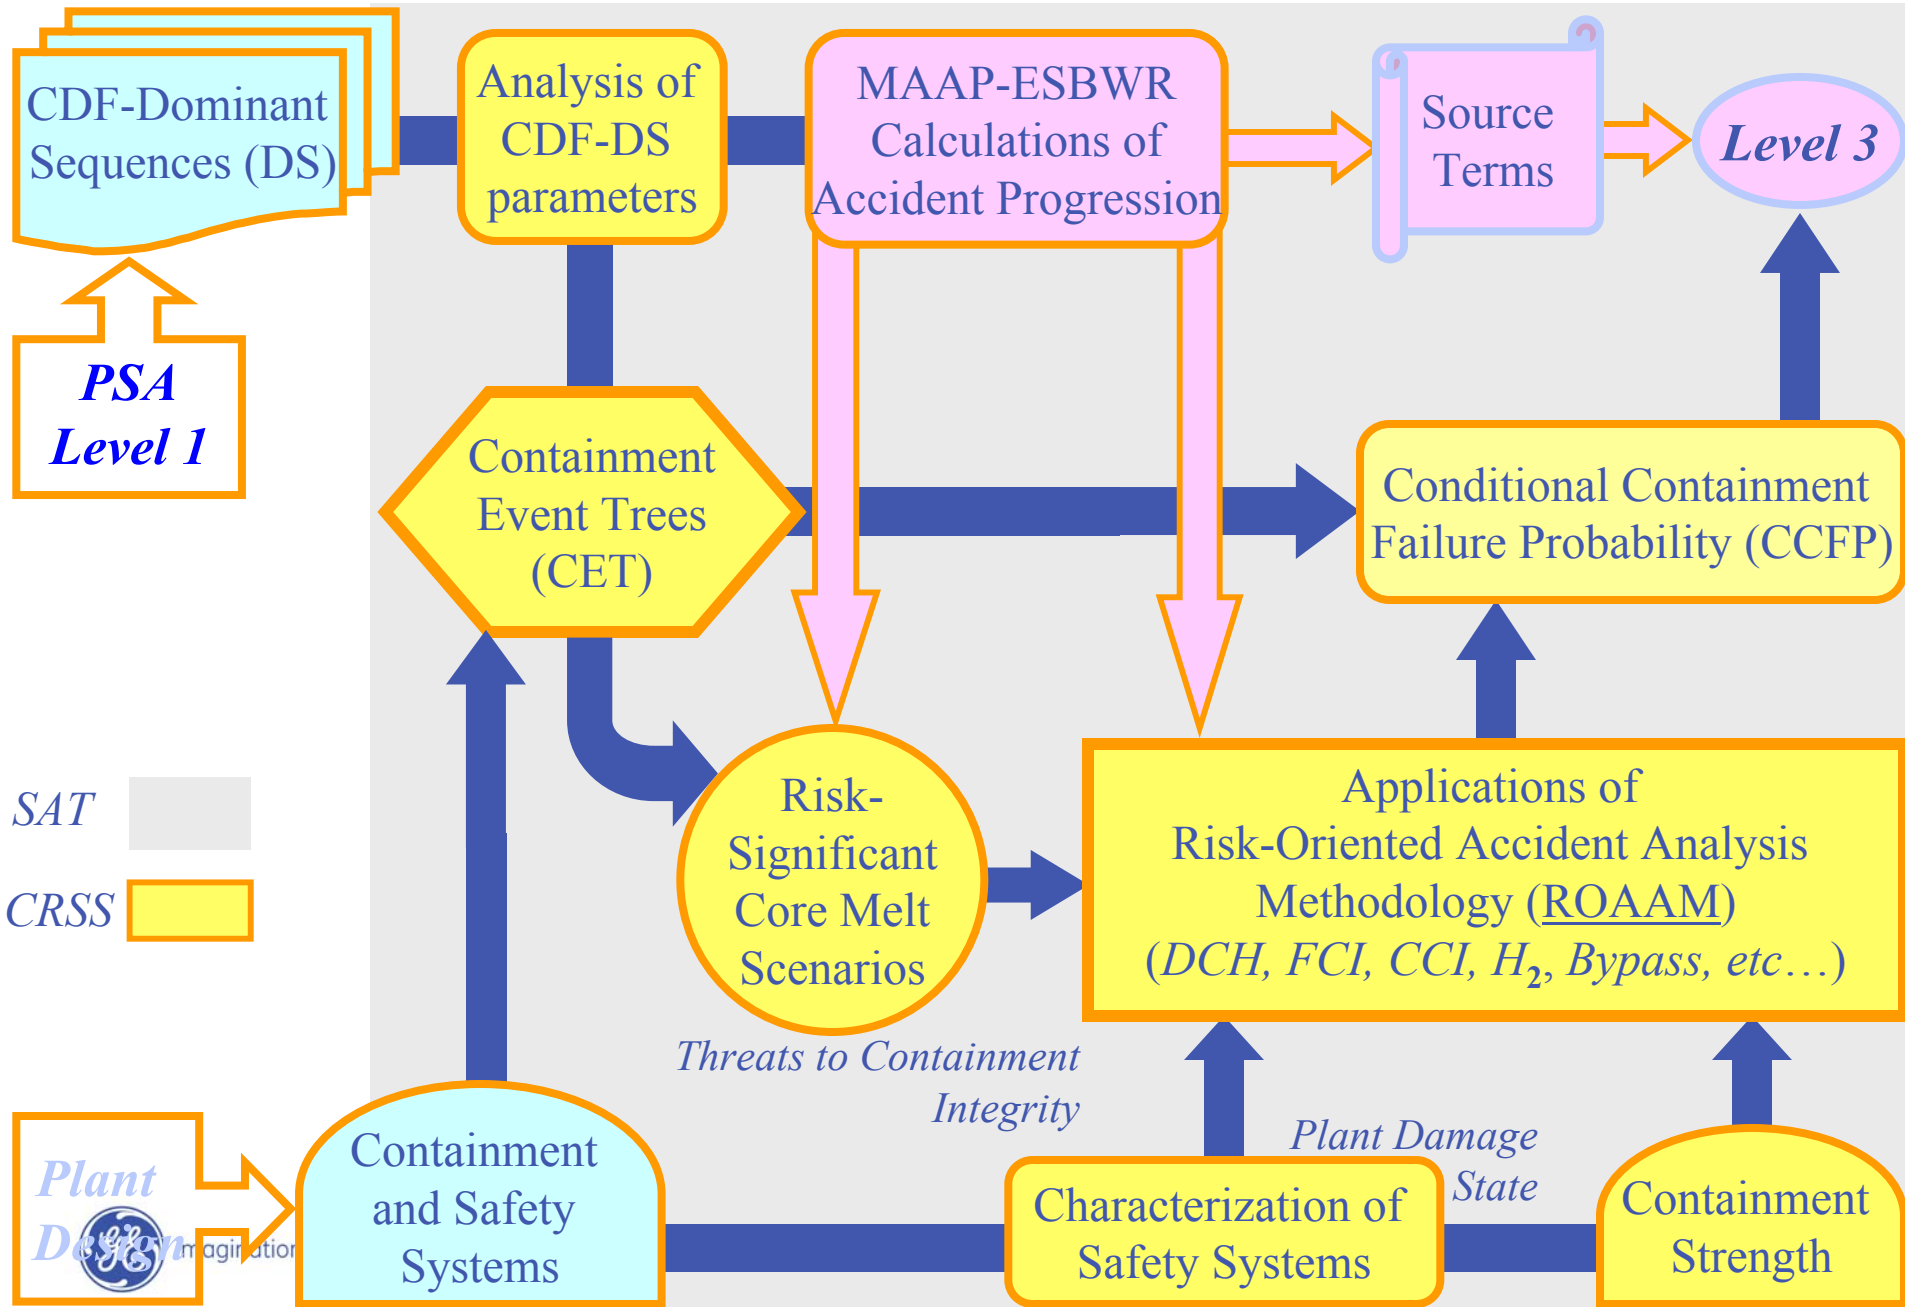 CDF-Dominant
Sequences (DS)
Analysis of
CDF-DS
parameters
MAAP-ESBWR
Calculations of
Accident Progression
Source
Terms
Level 3
PSA
Level 1
Containment
Event Trees
(CET)
Conditional Containment
Failure Probability (CCFP)
SAT
CRSS
Risk-
Significant
Core Melt
Scenarios
Applications of
Risk-Oriented Accident Analysis
Methodology (ROAAM)
(DCH, FCI, CCI, H2, Bypass, etc…)
Threats to Containment
Integrity
Plant Damage
State
Plant
Design
Containment
and Safety
Systems
Characterization of
Safety Systems
Containment
Strength